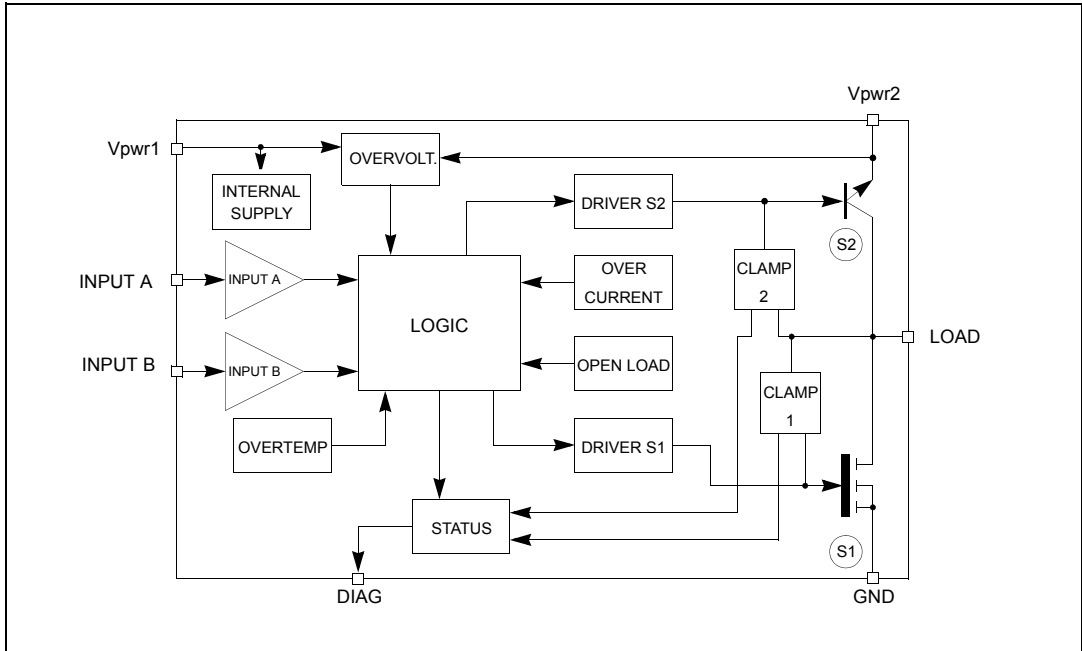 Vpwr2
Vpwr1
OVERVOLT.
INTERNAL
SUPPLY
DRIVER S2
S2
INPUT A
INPUT A
OVER
CURRENT
CLAMP
2
LOGIC
LOAD
INPUT B
INPUT B
OPEN LOAD
CLAMP
1
OVERTEMP
DRIVER S1
STATUS
S1
DIAG
GND